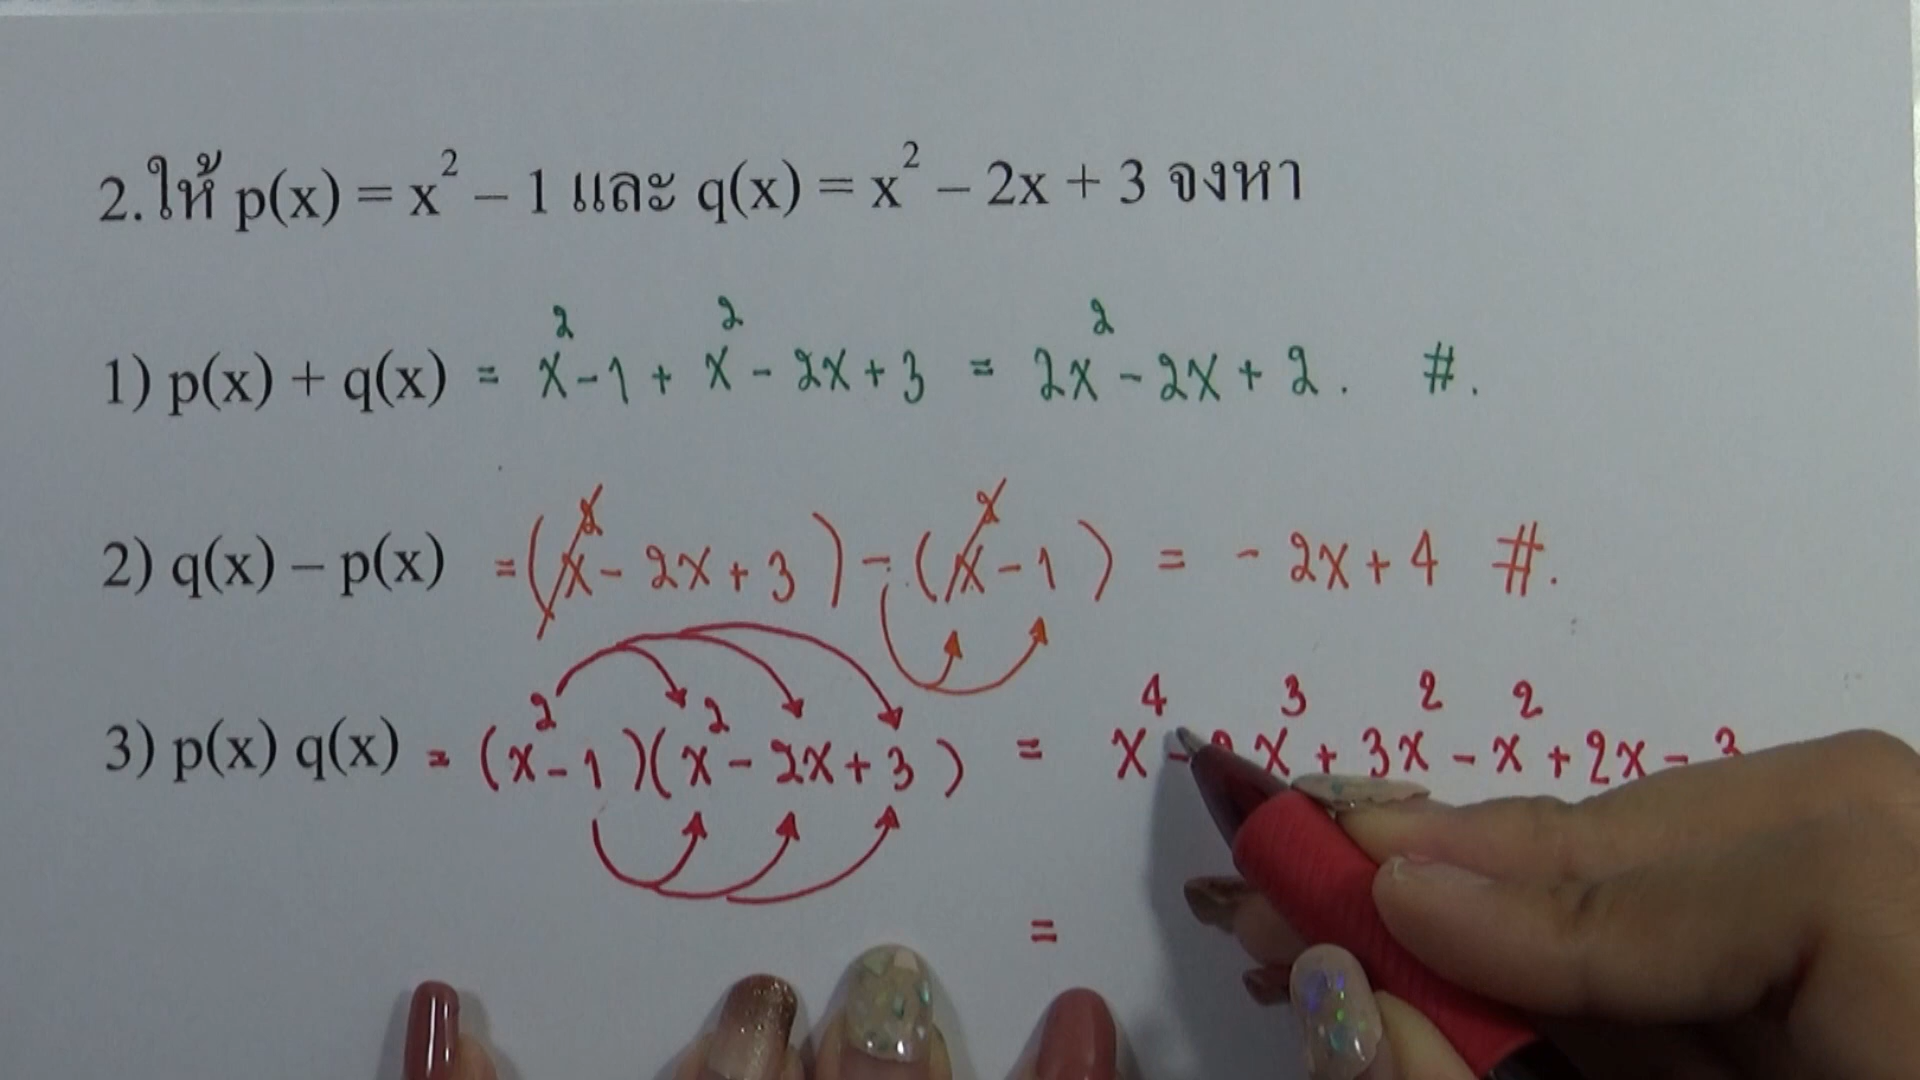 2.ให้ p(x) = x² – 1 และ q(x) = x² – 2x + 3 จงหา
1) p(x) + q(x) = x² - 1 + x² - 2x + 3 = 2x² - 2x + 2 . #.
2) q(x) – p(x) = (x² - 2x + 3) - (x² - 1) = - 2x + 4 #.
3) p(x) q(x) = (x² - 1)(x² - 2x + 3) = x⁴ - 2x³ + 3x² - x² + 2x - 3
=